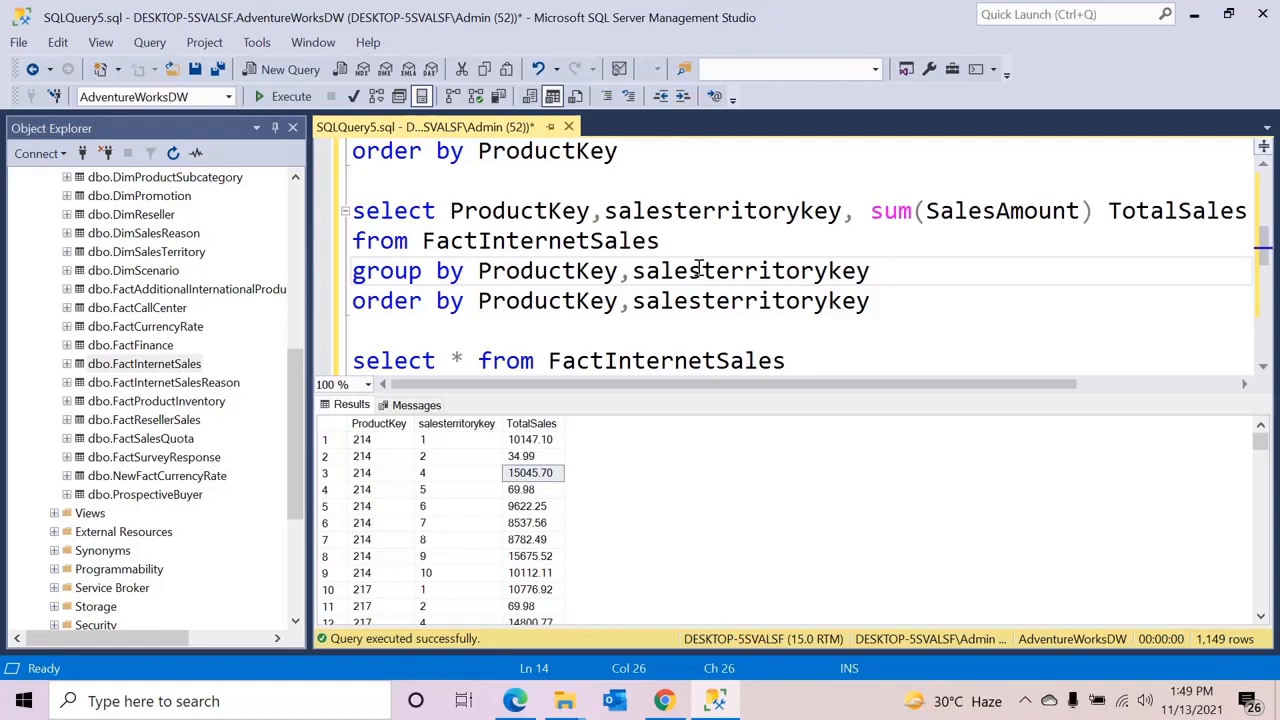 SQLQuery5.sql - DESKTOP-5SVALSF.AdventureWorksDW (DESKTOP-5SVALSF\Admin (52))* - Microsoft SQL Server Management Studio
Quick Launch (Ctrl+Q)
File Edit View Query Project Tools Window Help
New Query
MDX DMX XMLA DAX
AdventureWorksDW
Execute
Object Explorer
SQLQuery5.sql - D...SVALSF\Admin (52))*
Connect
dbo.DimProductSubcategory
dbo.DimPromotion
dbo.DimReseller
dbo.DimSalesReason
dbo.DimSalesTerritory
dbo.DimScenario
dbo.FactAdditionalInternationalProdu
dbo.FactCallCenter
dbo.FactCurrencyRate
dbo.FactFinance
dbo.FactInternetSales
dbo.FactInternetSalesReason
dbo.FactProductInventory
dbo.FactResellerSales
dbo.FactSalesQuota
dbo.FactSurveyResponse
dbo.NewFactCurrencyRate
dbo.ProspectiveBuyer
Views
External Resources
Synonyms
Programmability
Service Broker
Storage
Security
order by ProductKey
select ProductKey,salesterritorykey, sum(SalesAmount) TotalSales
from FactInternetSales
group by ProductKey,salesterritorykey
order by ProductKey,salesterritorykey
select * from FactInternetSales
100 %
Results Messages
ProductKey salesterritorykey TotalSales
1 214 1 10147.10
2 214 2 34.99
3 214 4 15045.70
4 214 5 69.98
5 214 6 9622.25
6 214 7 8537.56
7 214 8 8782.49
8 214 9 15675.52
9 214 10 10112.11
10 217 1 10776.92
11 217 2 69.98
12 217 4 14800.77
Query executed successfully.
DESKTOP-5SVALSF (15.0 RTM) DESKTOP-5SVALSF\Admin ... AdventureWorksDW 00:00:00 1,149 rows
Ready Ln 14 Col 26 Ch 26 INS
Type here to search
30°C Haze
1:49 PM
11/13/2021
26